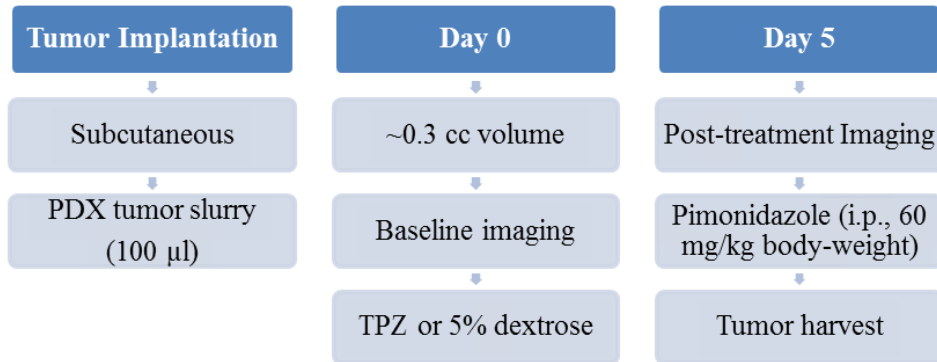 Tumor Implantation
Subcutaneous
PDX tumor slurry
(100 µl)
Day 0
~0.3 cc volume
Baseline imaging
TPZ or 5% dextrose
Day 5
Post-treatment Imaging
Pimonidazole (i.p., 60
mg/kg body-weight)
Tumor harvest